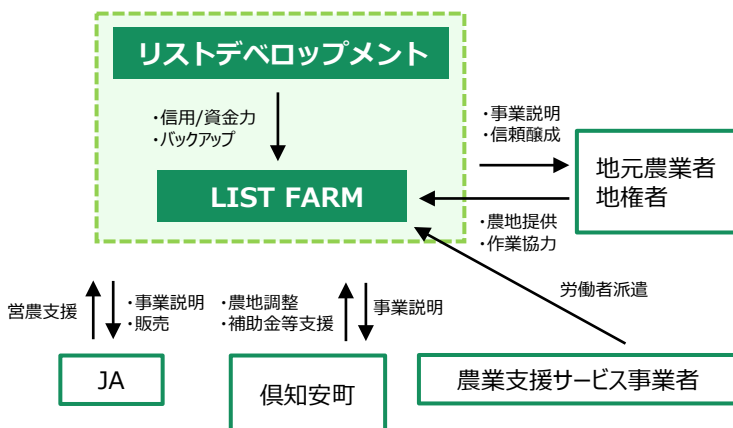 リストデベロップメント
・信用/資金力
・バックアップ
LIST FARM
・事業説明
・信頼醸成
地元農業者
地権者
・農地提供
・作業協力
労働者派遣
営農支援
・事業説明
・販売
・農地調整
・補助金等支援
事業説明
JA
倶知安町
農業支援サービス事業者